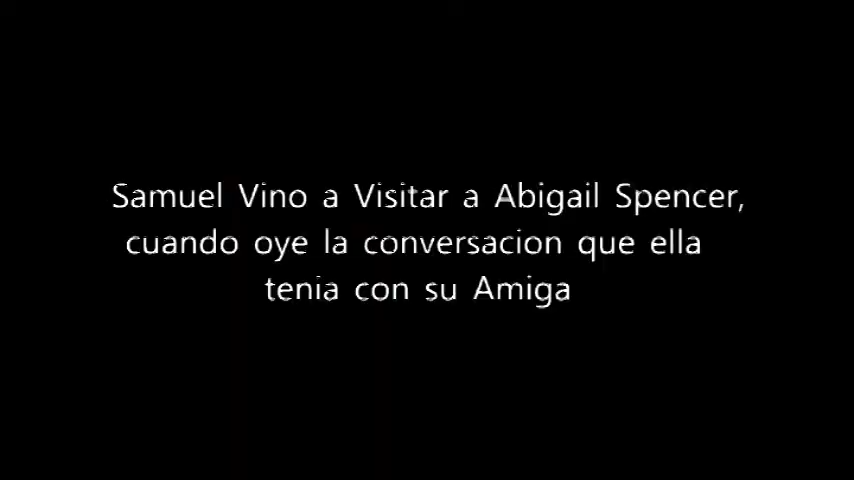 Samuel Vino a Visitar a Abigail Spencer,
cuando oye la conversacion que ella
tenia con su Amiga